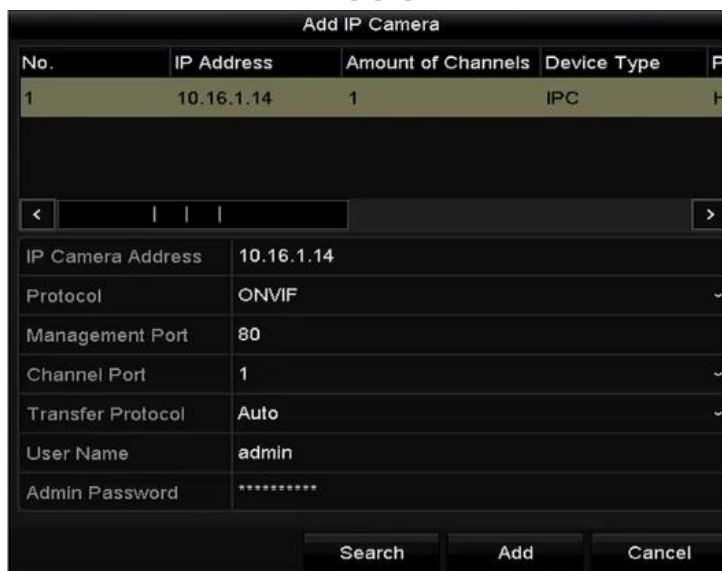 Add IP Camera
No. IP Address Amount of Channels Device Type P
1 10.16.1.14 1 IPC H
IP Camera Address 10.16.1.14
Protocol ONVIF
Management Port 80
Channel Port 1
Transfer Protocol Auto
User Name admin
Admin Password **********
Search Add Cancel